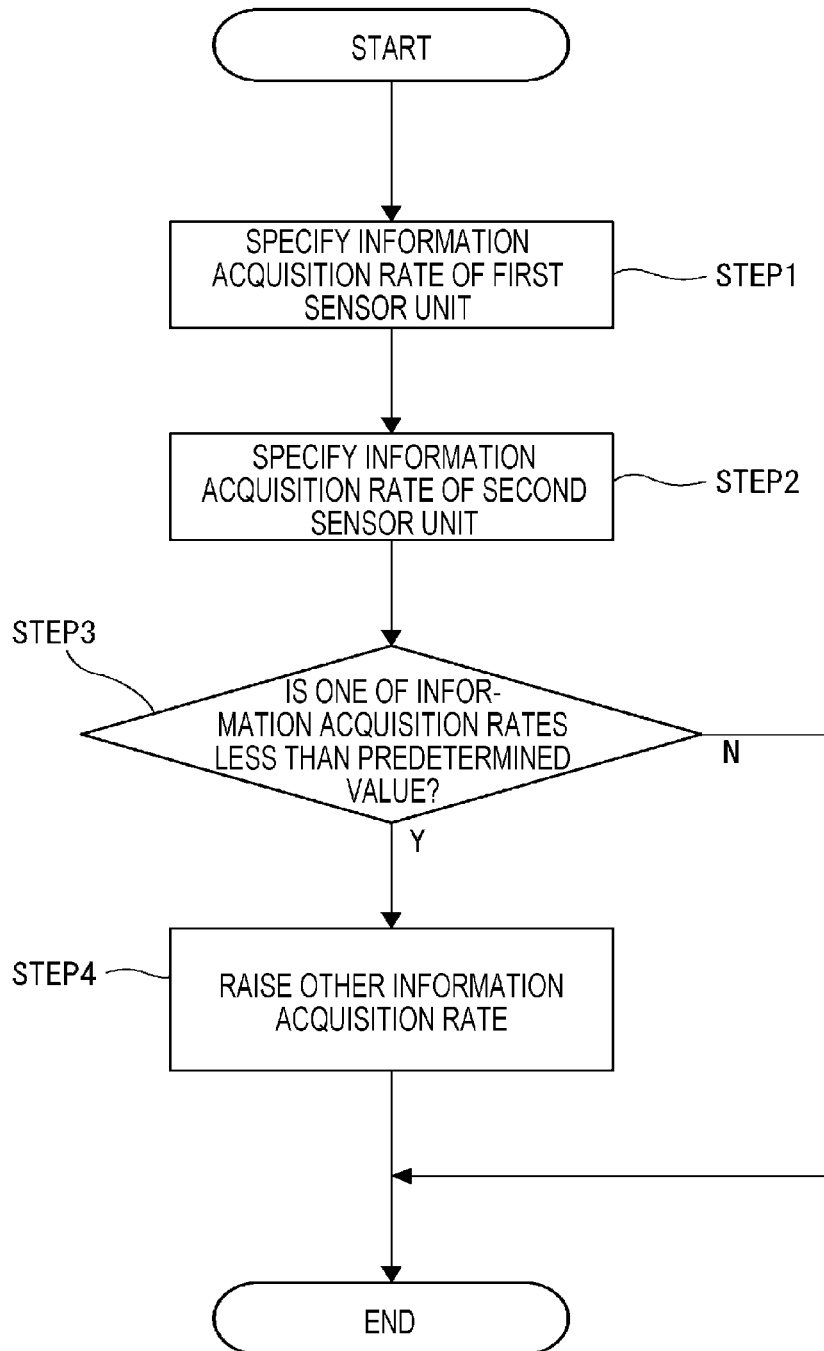 START
SPECIFY INFORMATION
ACQUISITION RATE OF FIRST
SENSOR UNIT
STEP1
SPECIFY INFORMATION
ACQUISITION RATE OF SECOND
SENSOR UNIT
STEP2
STEP3
IS ONE OF INFOR-
MATION ACQUISITION RATES
LESS THAN PREDETERMINED
VALUE?
N
Y
STEP4
RAISE OTHER INFORMATION
ACQUISITION RATE
END